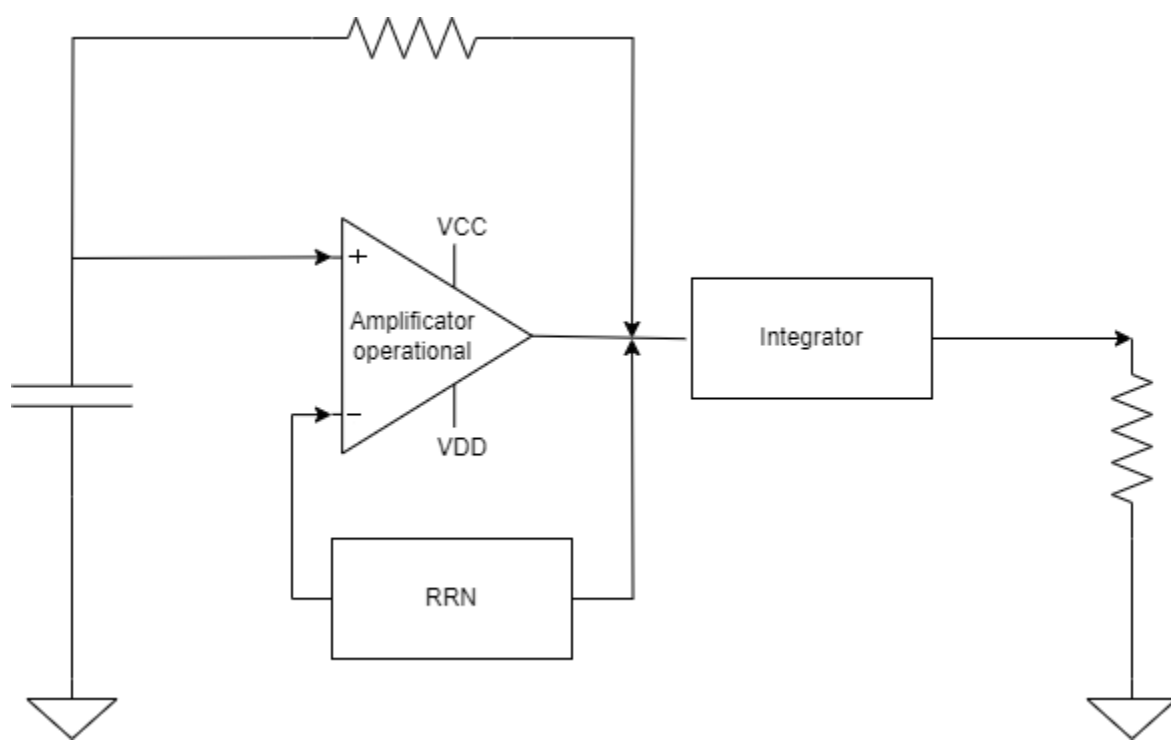 VCC
+
Amplificator
operational
Integrator
−
VDD
RRN